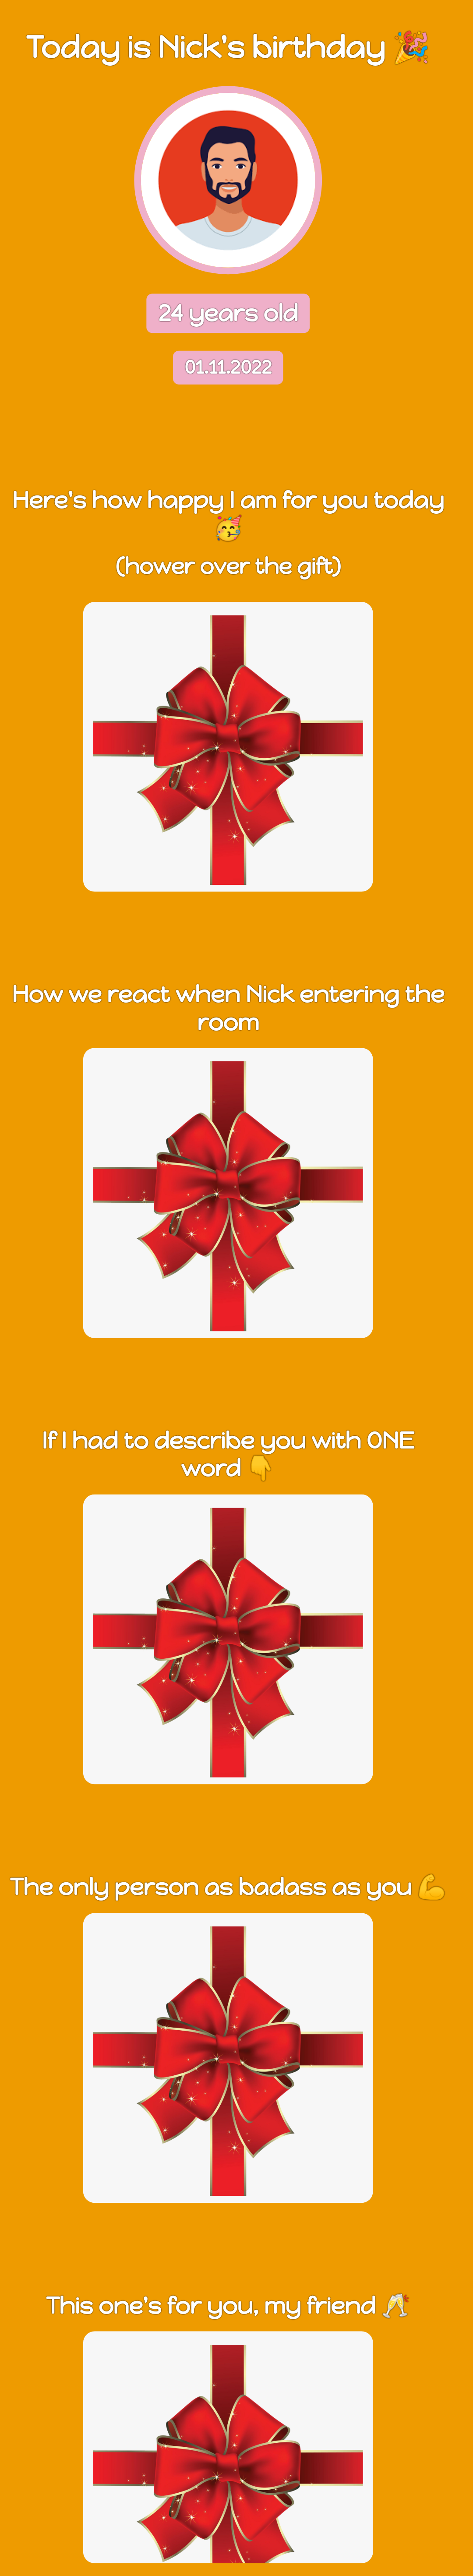 Today is Nick's birthday 🎉
24 years old
01.11.2022
Here's how happy I am for you today
🥳
(hower over the gift)
How we react when Nick entering the
room
If I had to describe you with ONE
word 👇
The only person as badass as you 💪
This one's for you, my friend 🥂